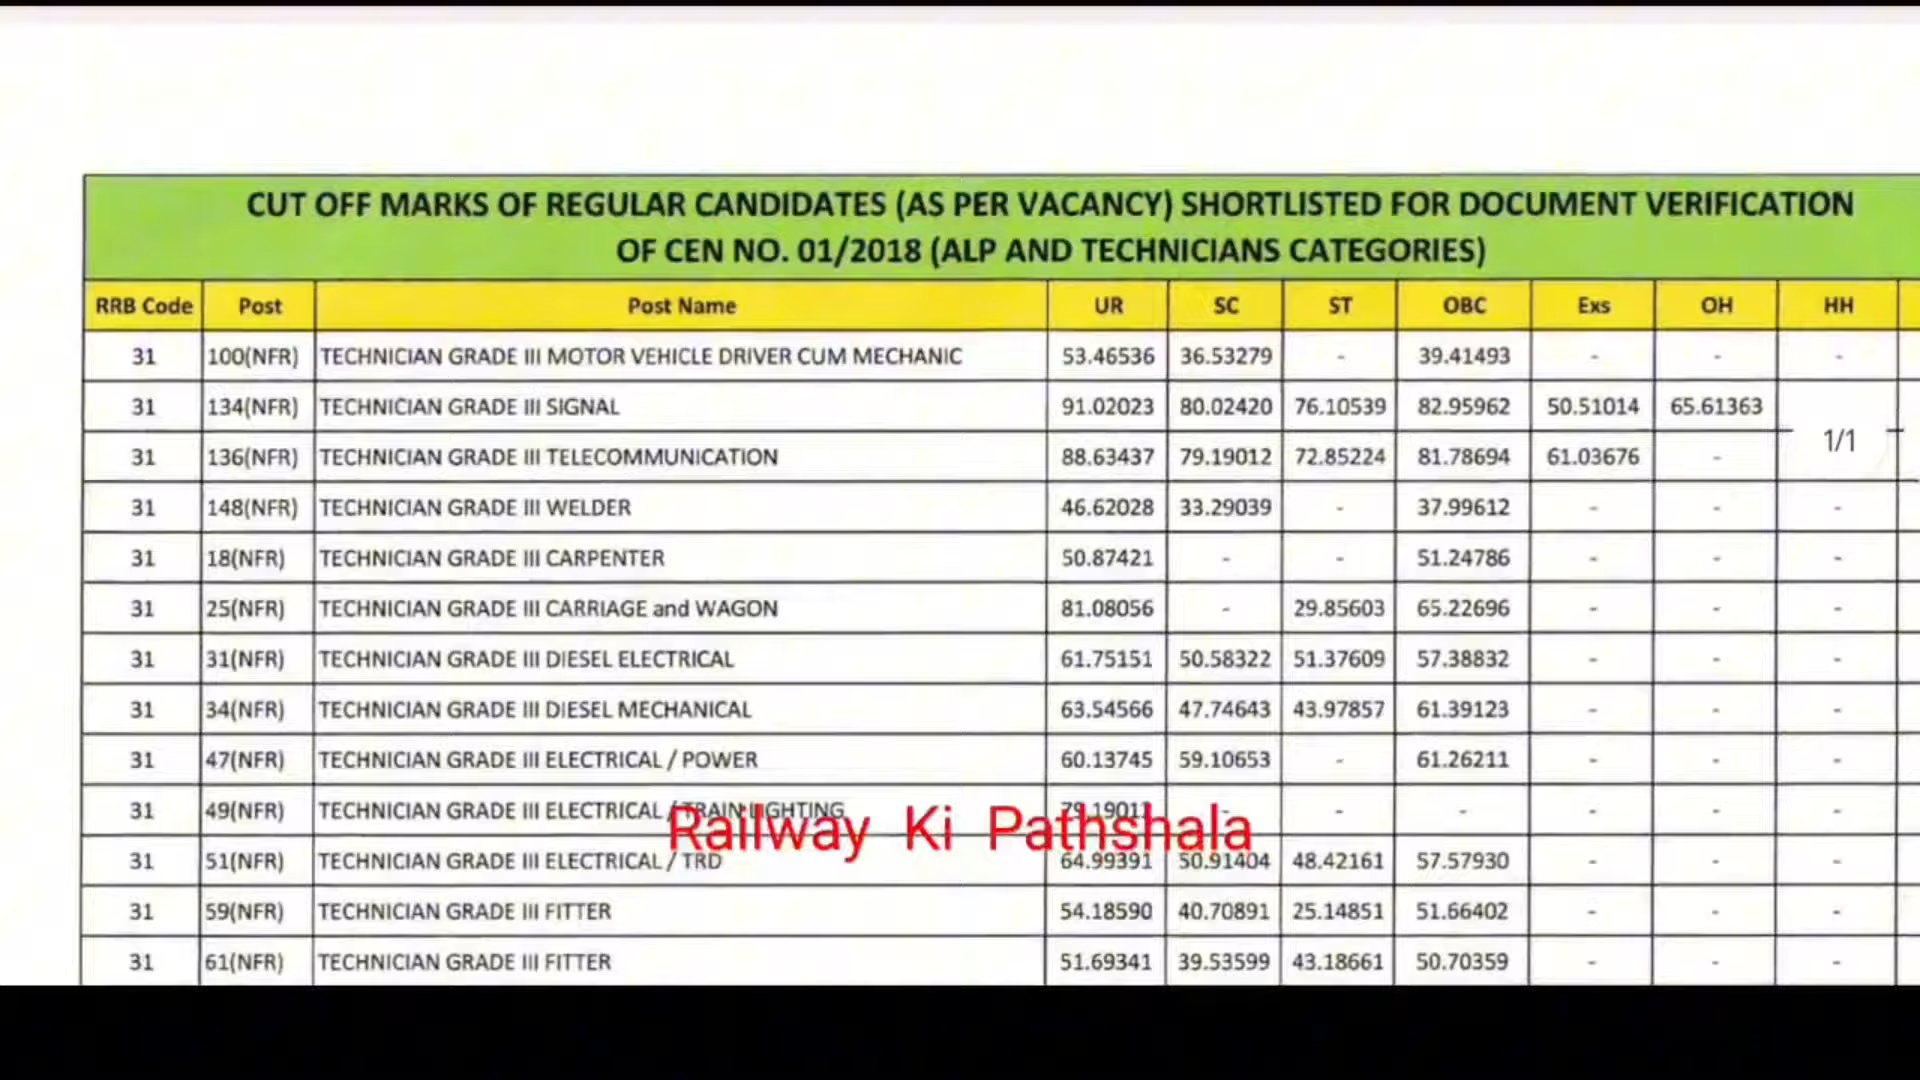 CUT OFF MARKS OF REGULAR CANDIDATES (AS PER VACANCY) SHORTLISTED FOR DOCUMENT VERIFICATION
OF CEN NO. 01/2018 (ALP AND TECHNICIANS CATEGORIES)
RRB Code Post Post Name UR SC ST OBC Exs OH HH
31 100(NFR) TECHNICIAN GRADE III MOTOR VEHICLE DRIVER CUM MECHANIC 53.46536 36.53279 - 39.41493 - - -
31 134(NFR) TECHNICIAN GRADE III SIGNAL 91.02023 80.02420 76.10539 82.95962 50.51014 65.61363
1/1
31 136(NFR) TECHNICIAN GRADE III TELECOMMUNICATION 88.63437 79.19012 72.85224 81.78694 61.03676 -
31 148(NFR) TECHNICIAN GRADE III WELDER 46.62028 33.29039 - 37.99612 - - -
31 18(NFR) TECHNICIAN GRADE III CARPENTER 50.87421 - - 51.24786 - - -
31 25(NFR) TECHNICIAN GRADE III CARRIAGE and WAGON 81.08056 - 29.85603 65.22696 - - -
31 31(NFR) TECHNICIAN GRADE III DIESEL ELECTRICAL 61.75151 50.58322 51.37609 57.38832 - - -
31 34(NFR) TECHNICIAN GRADE III DIESEL MECHANICAL 63.54566 47.74643 43.97857 61.39123 - - -
31 47(NFR) TECHNICIAN GRADE III ELECTRICAL / POWER 60.13745 59.10653 - 61.26211 - - -
31 49(NFR) TECHNICIAN GRADE III ELECTRICAL / TRAIN LIGHTING - - - - - -
Railway Ki Pathshala
31 51(NFR) TECHNICIAN GRADE III ELECTRICAL / TRD 64.99391 50.91404 48.42161 57.57930 - - -
31 59(NFR) TECHNICIAN GRADE III FITTER 54.18590 40.70891 25.14851 51.66402 - - -
31 61(NFR) TECHNICIAN GRADE III FITTER 51.69341 39.53599 43.18661 50.70359 - - -